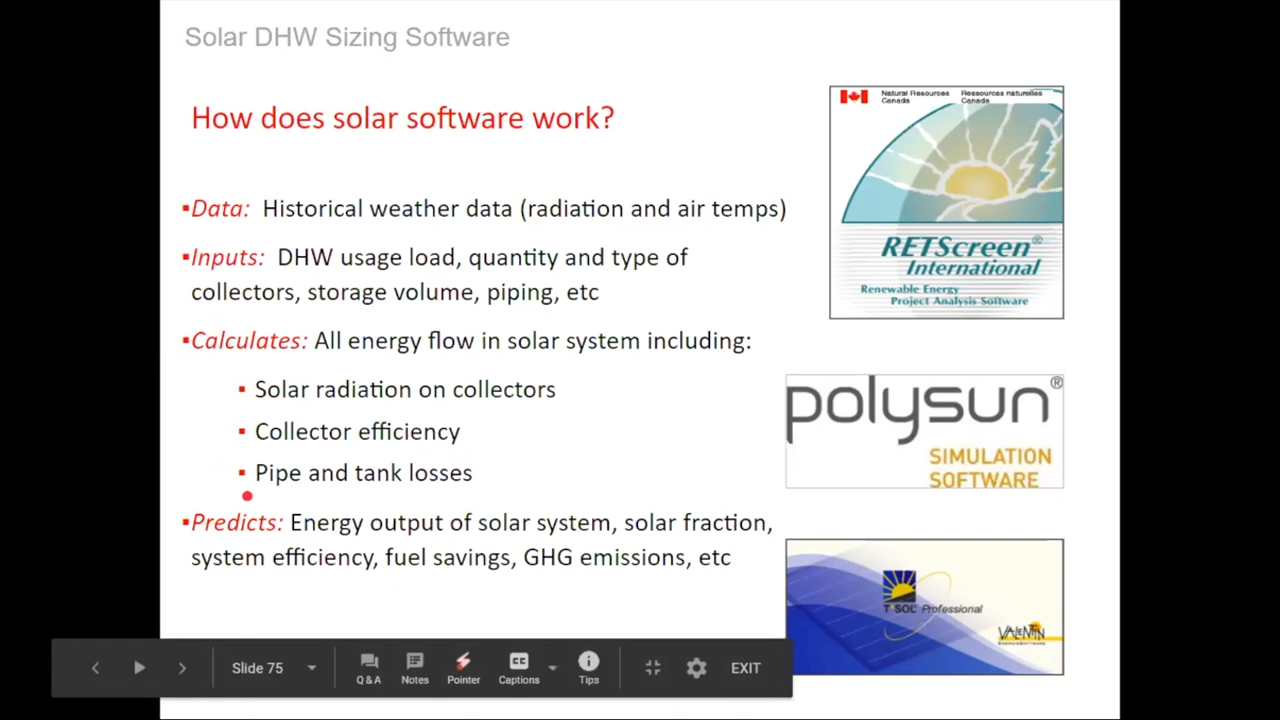 Solar DHW Sizing Software
How does solar software work?
▪Data: Historical weather data (radiation and air temps)
▪Inputs: DHW usage load, quantity and type of
collectors, storage volume, piping, etc
▪Calculates: All energy flow in solar system including:
▪ Solar radiation on collectors
▪ Collector efficiency
▪ Pipe and tank losses
▪Predicts: Energy output of solar system, solar fraction,
system efficiency, fuel savings, GHG emissions, etc
Natural Resources Ressources naturelles
Canada Canada
RETScreen®
International
Renewable Energy
Project Analysis Software
polysun®
SIMULATION
SOFTWARE
T*SOL Professional
VALENTIN
Slide 75
Q&A
Notes
Pointer
CC
Captions
Tips
EXIT